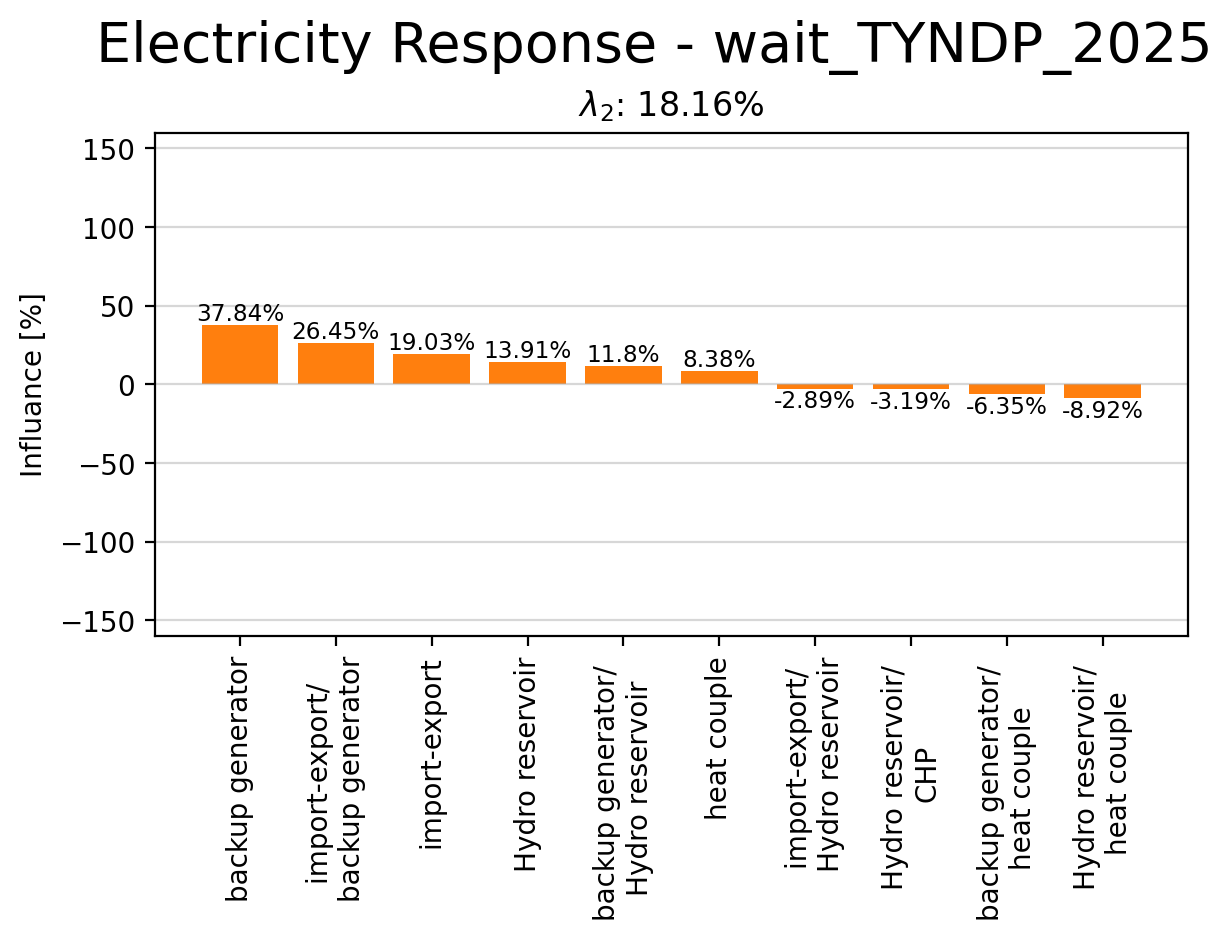 Electricity Response - wait_TYNDP_2025
λ₂: 18.16%
Influance [%]
150
100
50
0
−50
−100
−150
37.84%
26.45%
19.03%
13.91%
11.8%
8.38%
-2.89%
-3.19%
-6.35%
-8.92%
backup generator
import-export/
backup generator
import-export
Hydro reservoir
backup generator/
Hydro reservoir
heat couple
import-export/
Hydro reservoir
Hydro reservoir/
CHP
backup generator/
heat couple
Hydro reservoir/
heat couple